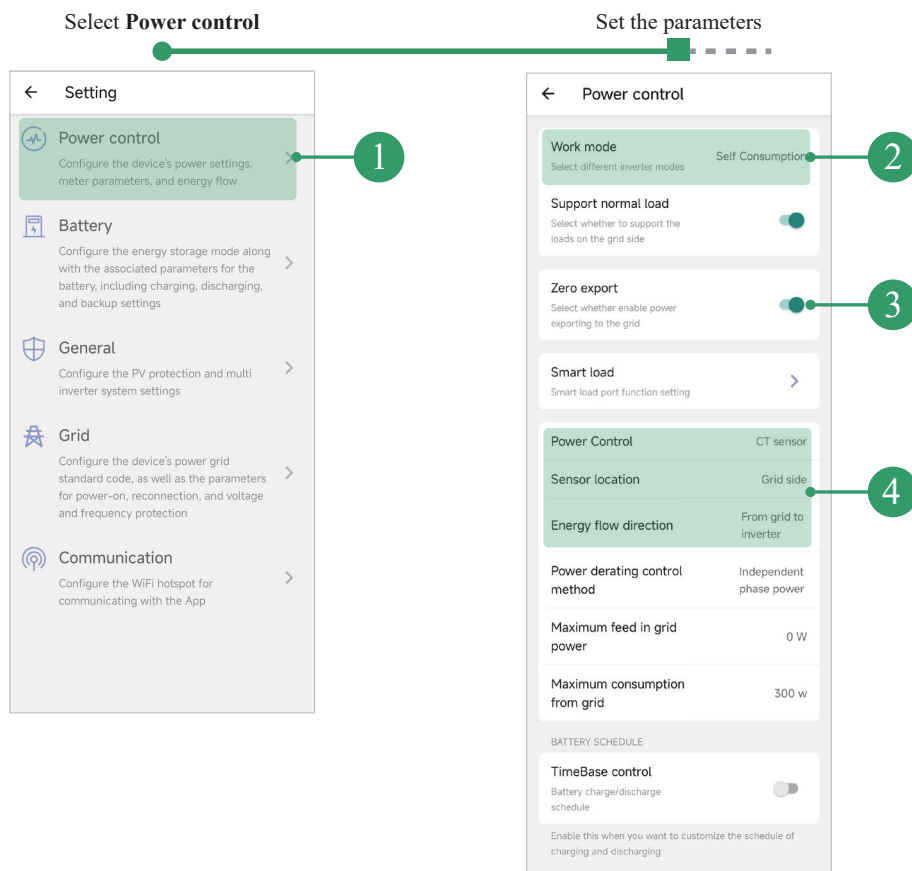 Select Power control
Set the parameters
Setting
Power control
Configure the device's power settings,
meter parameters, and energy flow
1
Battery
Configure the energy storage mode along
with the associated parameters for the
battery, including charging, discharging,
and backup settings
General
Configure the PV protection and multi
inverter system settings
Grid
Configure the device's power grid
standard code, as well as the parameters
for power-on, reconnection, and voltage
and frequency protection
Communication
Configure the WiFi hotspot for
communicating with the App
Power control
Work mode
Select different inverter modes
Self Consumption
2
Support normal load
Select whether to support the
loads on the grid side
Zero export
Select whether enable power
exporting to the grid
3
Smart load
Smart load port function setting
Power Control
CT sensor
Sensor location
Grid side
4
Energy flow direction
From grid to
inverter
Power derating control
method
Independent
phase power
Maximum feed in grid
power
0 W
Maximum consumption
from grid
300 w
BATTERY SCHEDULE
TimeBase control
Battery charge/discharge
schedule
Enable this when you want to customize the schedule of
charging and discharging